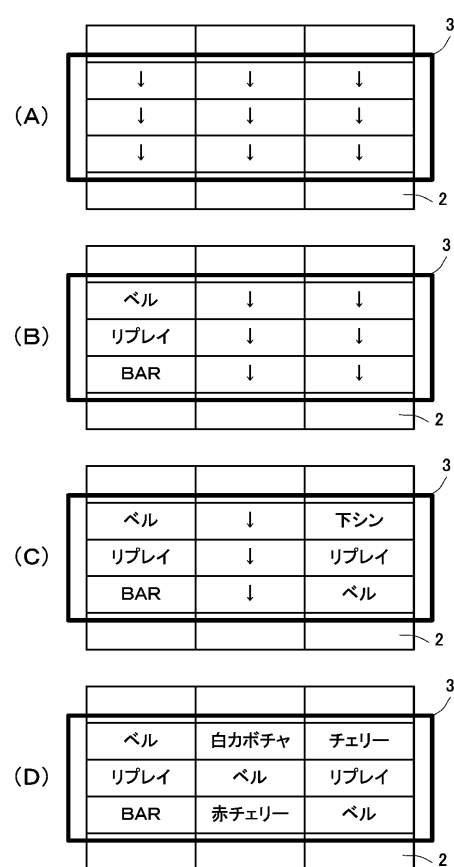 3
↓ ↓ ↓
(A) ↓ ↓ ↓
↓ ↓ ↓
2
3
ベル ↓ ↓
(B) リプレイ ↓ ↓
BAR ↓ ↓
2
3
ベル ↓ 下シン
(C) リプレイ ↓ リプレイ
BAR ↓ ベル
2
3
ベル 白カボチャ チェリー
(D) リプレイ ベル リプレイ
BAR 赤チェリー ベル
2